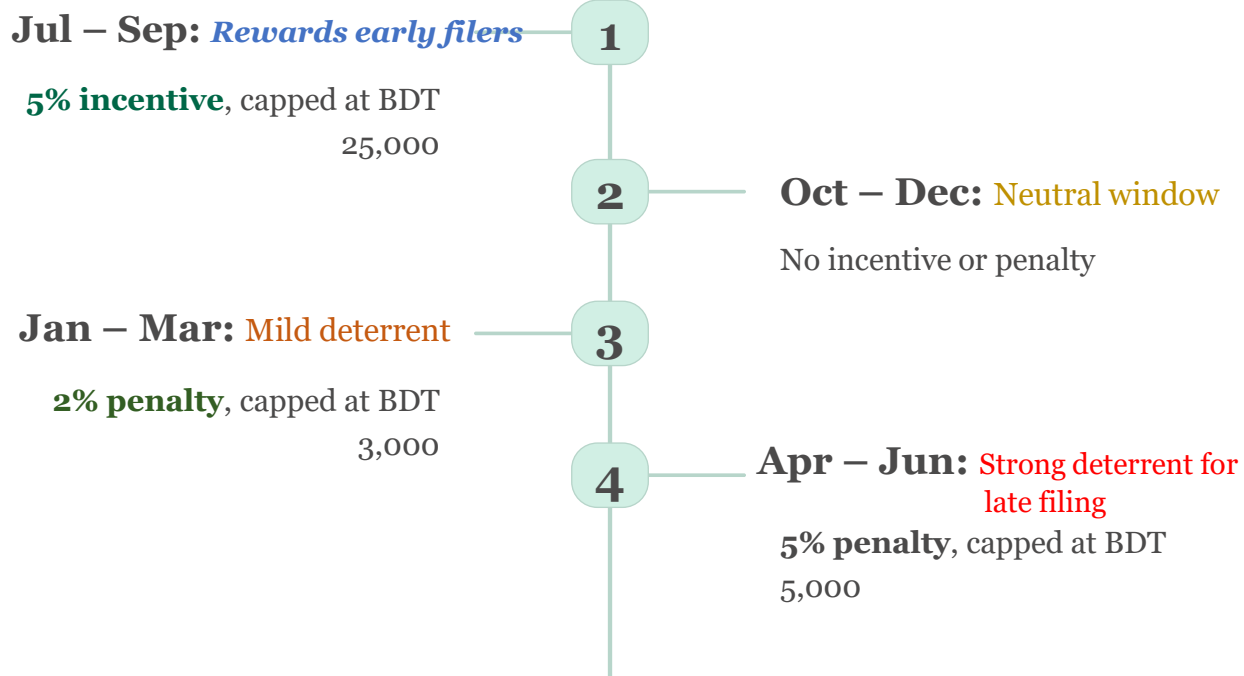 Jul – Sep: Rewards early filers
1
5% incentive, capped at BDT
25,000
2
Oct – Dec: Neutral window
No incentive or penalty
Jan – Mar: Mild deterrent
3
2% penalty, capped at BDT
3,000
4
Apr – Jun: Strong deterrent for
late filing
5% penalty, capped at BDT
5,000